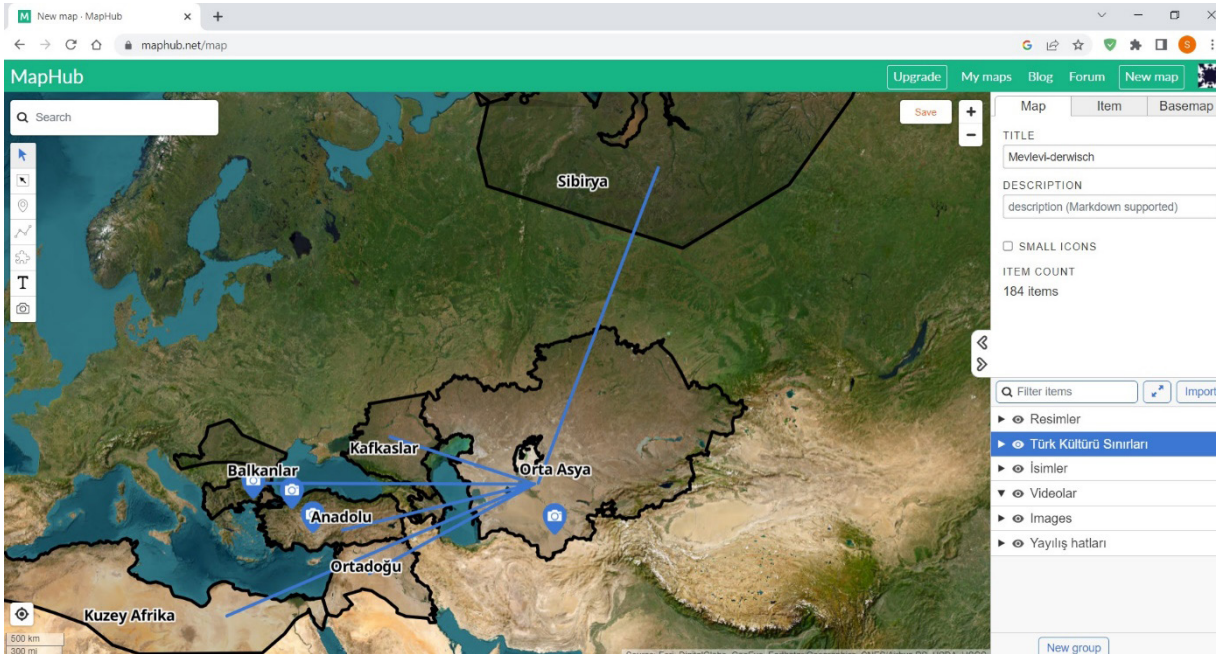 New map · MapHub
maphub.net/map
S
MapHub
Upgrade
My maps
Blog
Forum
New map
Search
Save
T
Sibirya
Kafkaslar
Balkanlar
Orta Asya
Anadolu
Ortadoğu
Kuzey Afrika
500 km
300 mi
Map
Item
Basemap
TITLE
Mevlevi-derwisch
DESCRIPTION
description (Markdown supported)
SMALL ICONS
ITEM COUNT
184 items
Filter items
Import
Resimler
Türk Kültürü Sınırları
İsimler
Videolar
Images
Yayılış hatları
New group